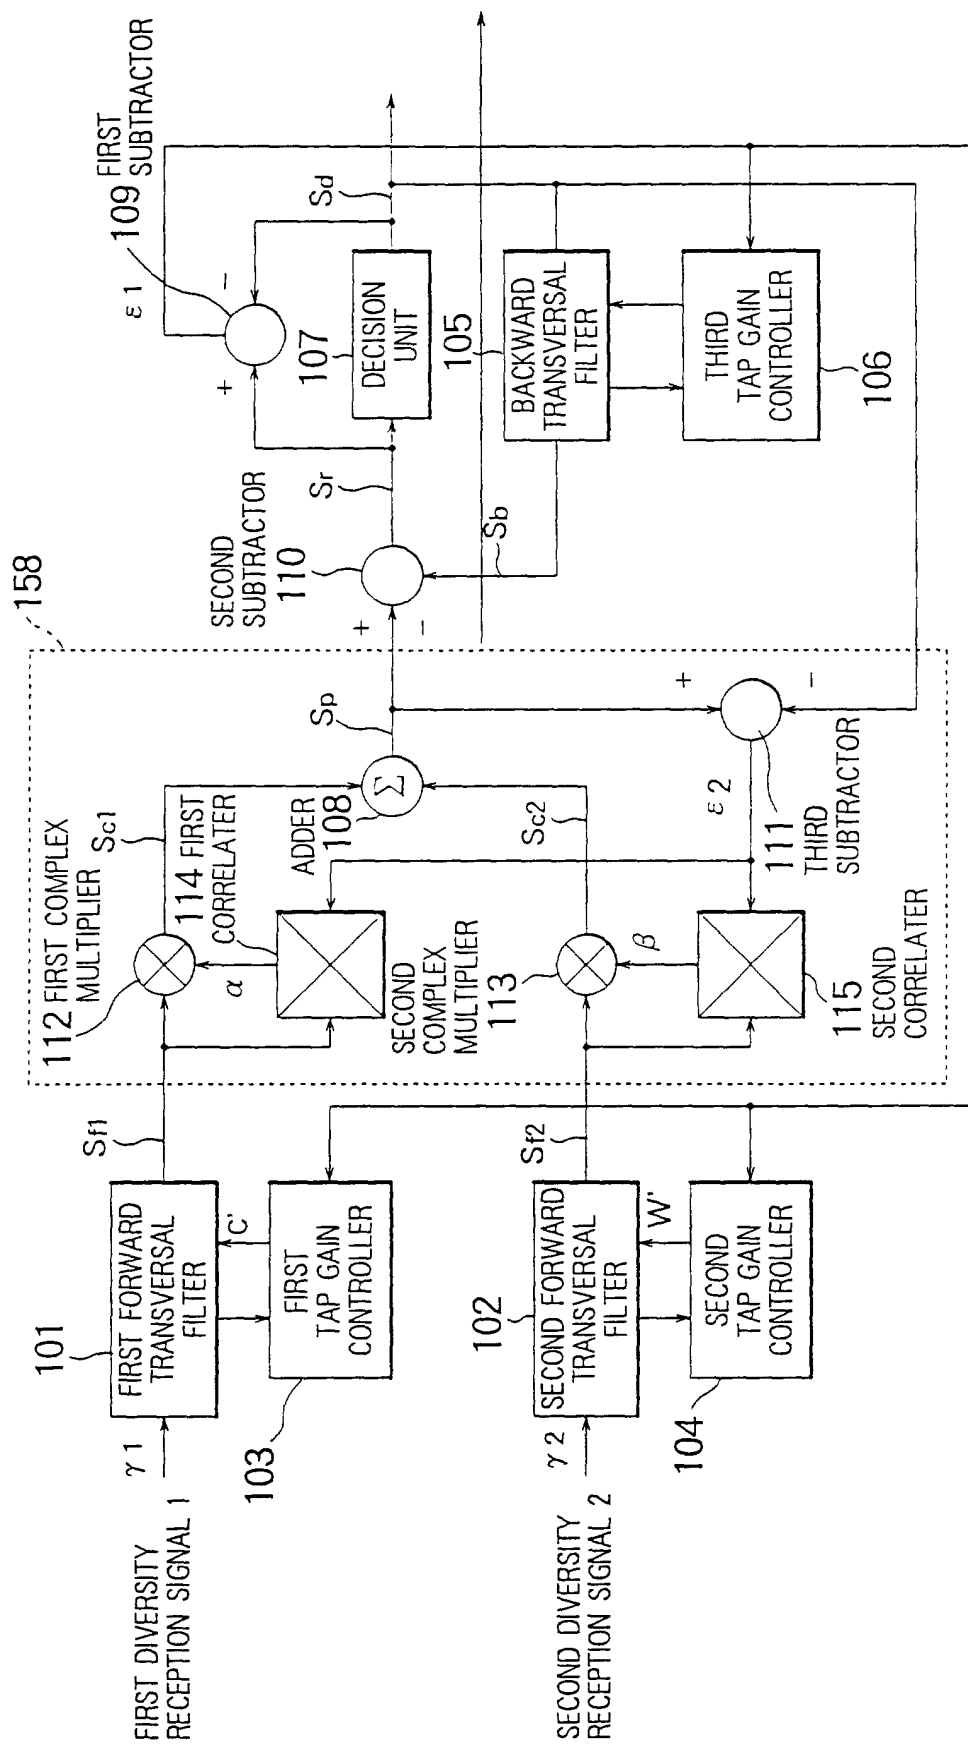 158
FIRST DIVERSITY
RECEPTION SIGNAL 1
γ1
101
FIRST FORWARD
TRANSVERSAL
FILTER
C'
103
FIRST
TAP GAIN
CONTROLLER
Sf1
112 FIRST COMPLEX
MULTIPLIER
α
114 FIRST
CORRELATER
Sc1
ADDER
108
Σ
Sp
SECOND DIVERSITY
RECEPTION SIGNAL 2
γ2
102
SECOND FORWARD
TRANSVERSAL
FILTER
W'
104
SECOND
TAP GAIN
CONTROLLER
Sf2
SECOND
COMPLEX
MULTIPLIER
113
β
115
SECOND
CORRELATER
Sc2
ε2
111
THIRD
SUBTRACTOR
+
−
SECOND
SUBTRACTOR
110
+
−
Sr
Sb
107
DECISION
UNIT
Sd
+
−
ε1
109 FIRST
SUBTRACTOR
105
BACKWARD
TRANSVERSAL
FILTER
THIRD
TAP GAIN
CONTROLLER
106